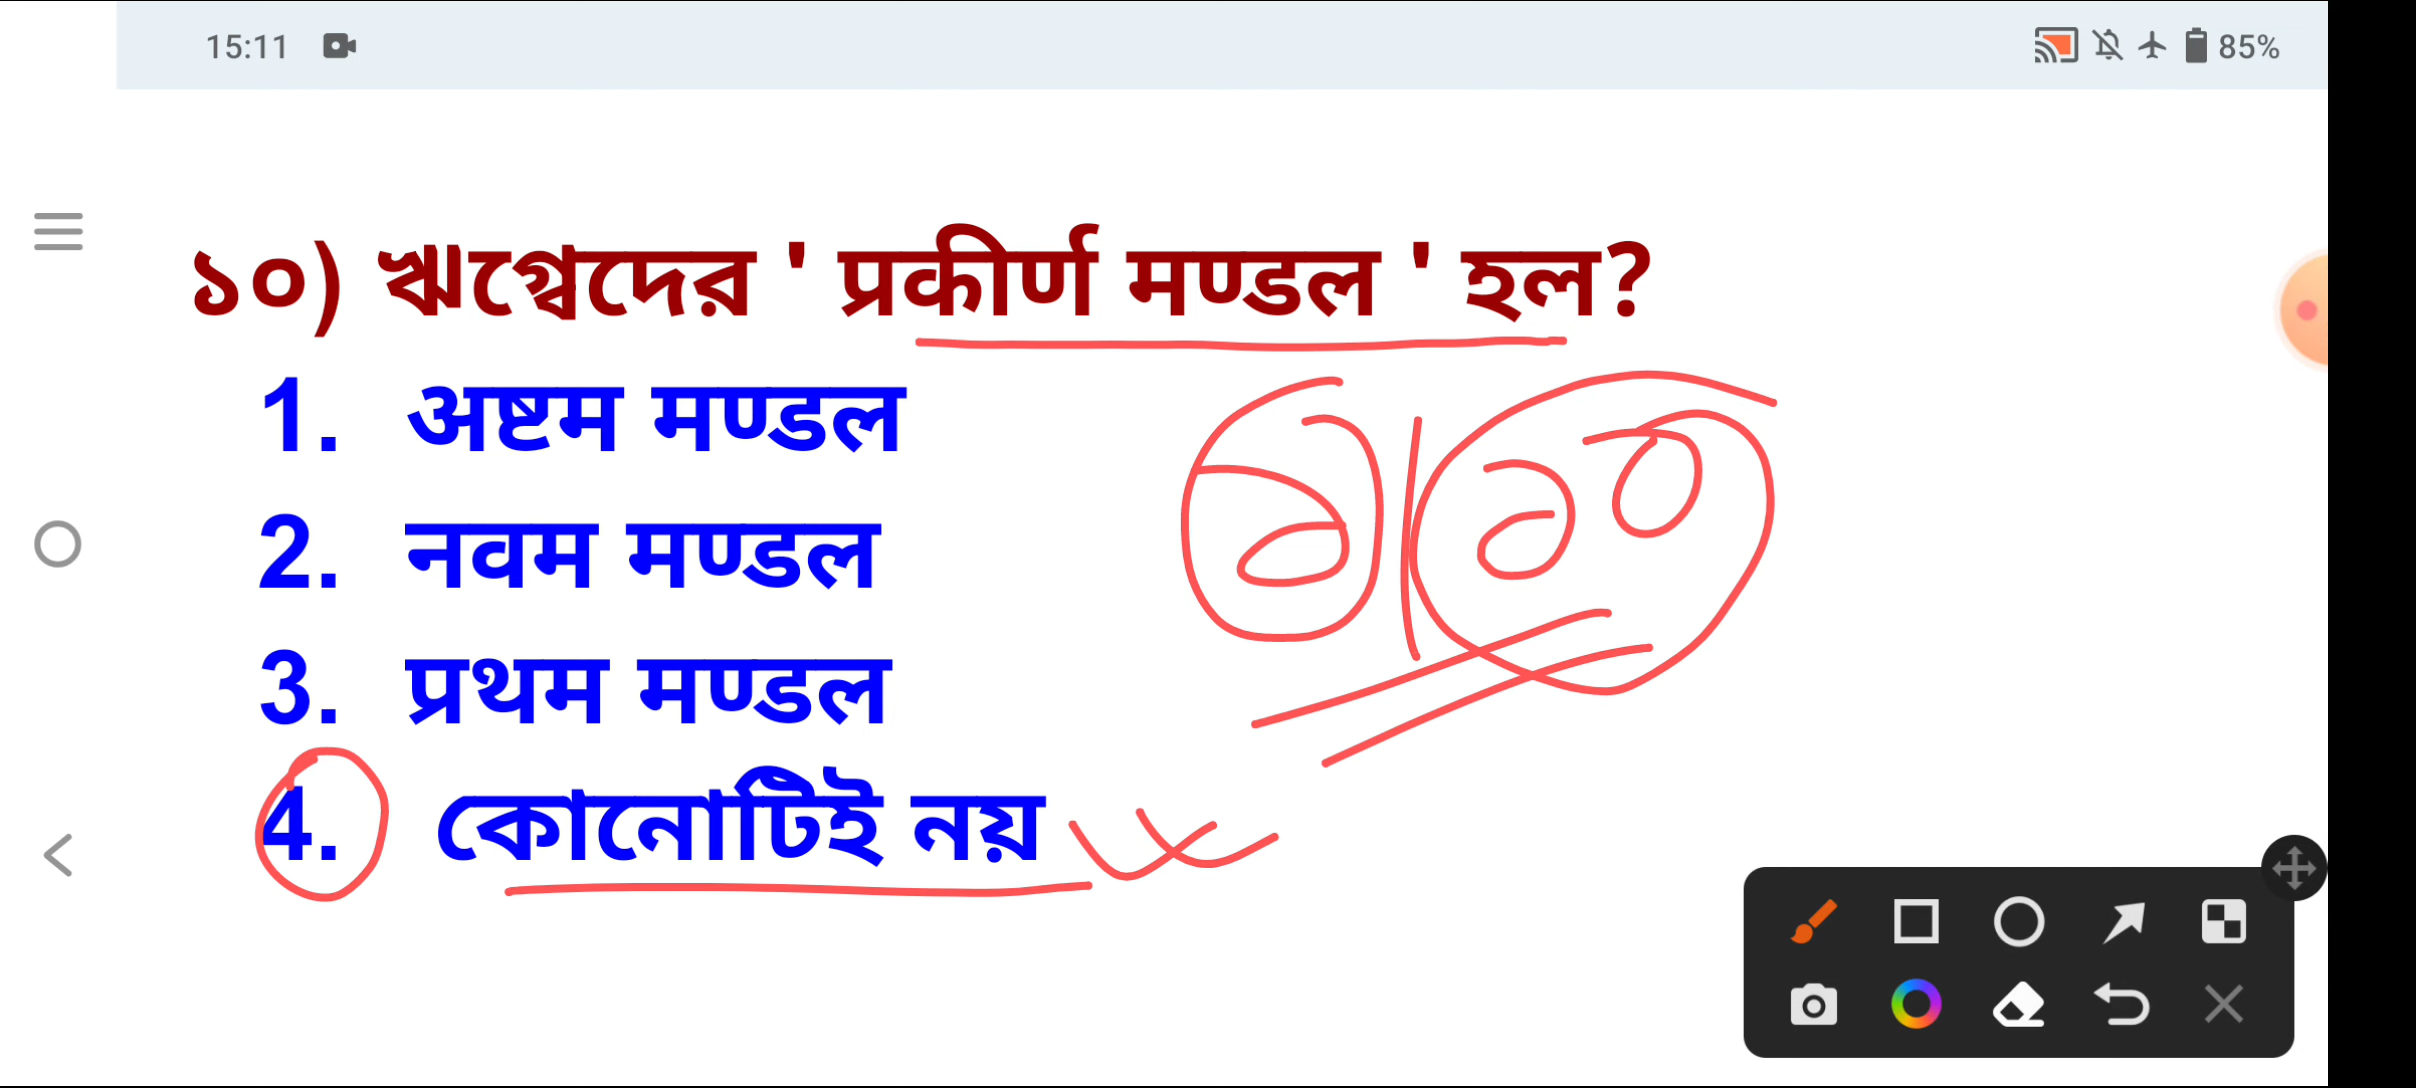 15:11 85%
১০) ঋগ্বেদের ' প্রকীর্ণ মণ্ডল ' হল?
1. অষ্টম মণ্ডল
2. নবম মণ্ডল
3. প্রথম মণ্ডল
4. কোনোটিই নয়